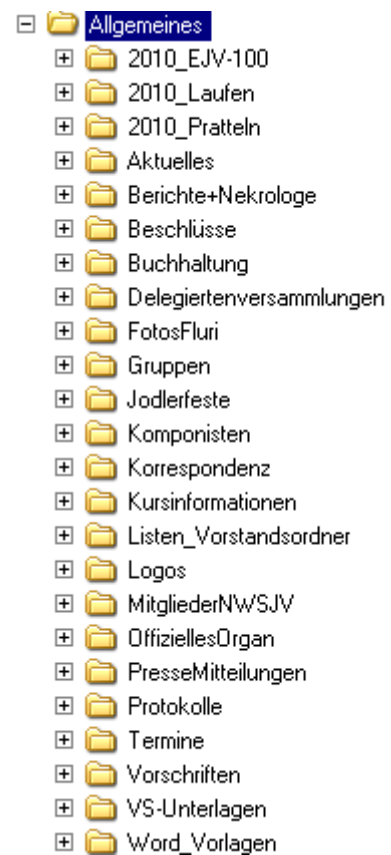 Allgemeines
2010_EJV-100
2010_Laufen
2010_Pratteln
Aktuelles
Berichte+Nekrologe
Beschlüsse
Buchhaltung
Delegiertenversammlungen
FotosFluri
Gruppen
Jodlerfeste
Komponisten
Korrespondenz
Kursinformationen
Listen_Vorstandsordner
Logos
MitgliederNWSJV
OffiziellesOrgan
PresseMitteilungen
Protokolle
Termine
Vorschriften
VS-Unterlagen
Word_Vorlagen